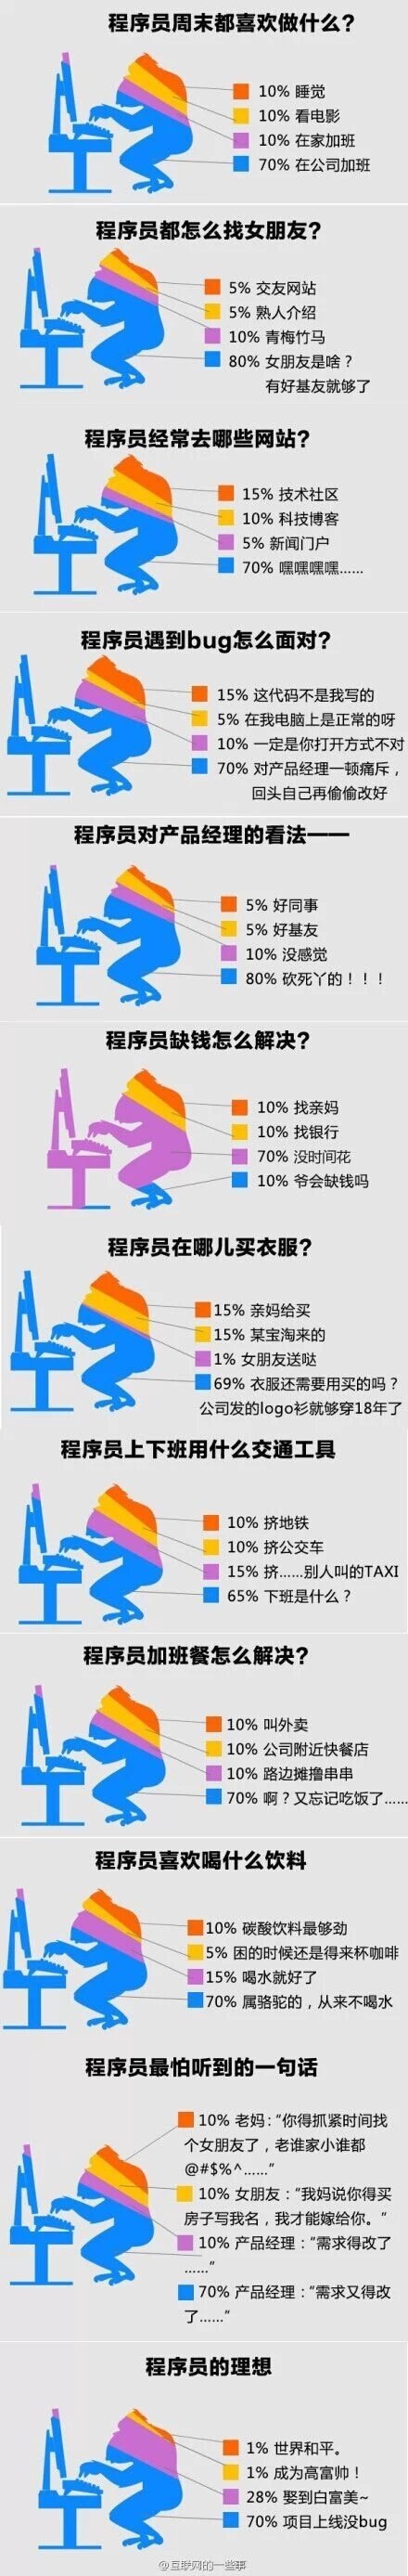 程序员周末都喜欢做什么?
10% 睡觉
10% 看电影
10% 在家加班
70% 在公司加班
程序员都怎么找女朋友?
5% 交友网站
5% 熟人介绍
10% 青梅竹马
80% 女朋友是啥?
有好基友就够了
程序员经常去哪些网站?
15% 技术社区
10% 科技博客
5% 新闻门户
70% 嘿嘿嘿嘿……
程序员遇到bug怎么面对?
15% 这代码不是我写的
5% 在我电脑上是正常的呀
10% 一定是你打开方式不对
70% 对产品经理一顿痛斥，
回头自己再偷偷改好
程序员对产品经理的看法——
5% 好同事
5% 好基友
10% 没感觉
80% 砍死丫的！！！
程序员缺钱怎么解决?
10% 找亲妈
10% 找银行
70% 没时间花
10% 爷会缺钱吗
程序员在哪儿买衣服?
15% 亲妈给买
15% 某宝淘来的
1% 女朋友送哒
69% 衣服还需要用买的吗?
公司发的logo衫就够穿18年了
程序员上下班用什么交通工具
10% 挤地铁
10% 挤公交车
15% 挤……别人叫的TAXI
65% 下班是什么?
程序员加班餐怎么解决?
10% 叫外卖
10% 公司附近快餐店
10% 路边摊撸串串
70% 啊?又忘记吃饭了……
程序员喜欢喝什么饮料
10% 碳酸饮料最够劲
5% 困的时候还是得来杯咖啡
15% 喝水就好了
70% 属骆驼的，从来不喝水
程序员最怕听到的一句话
10% 老妈:“你得抓紧时间找
个女朋友了，老谁家小谁都
@#$%^……”
10% 女朋友:“我妈说你得买
房子写我名，我才能嫁给你。”
10% 产品经理:“需求得改了
……”
70% 产品经理:“需求又得改
了……”
程序员的理想
1% 世界和平。
1% 成为高富帅！
28% 娶到白富美~
70% 项目上线没bug
@互联网的一些事